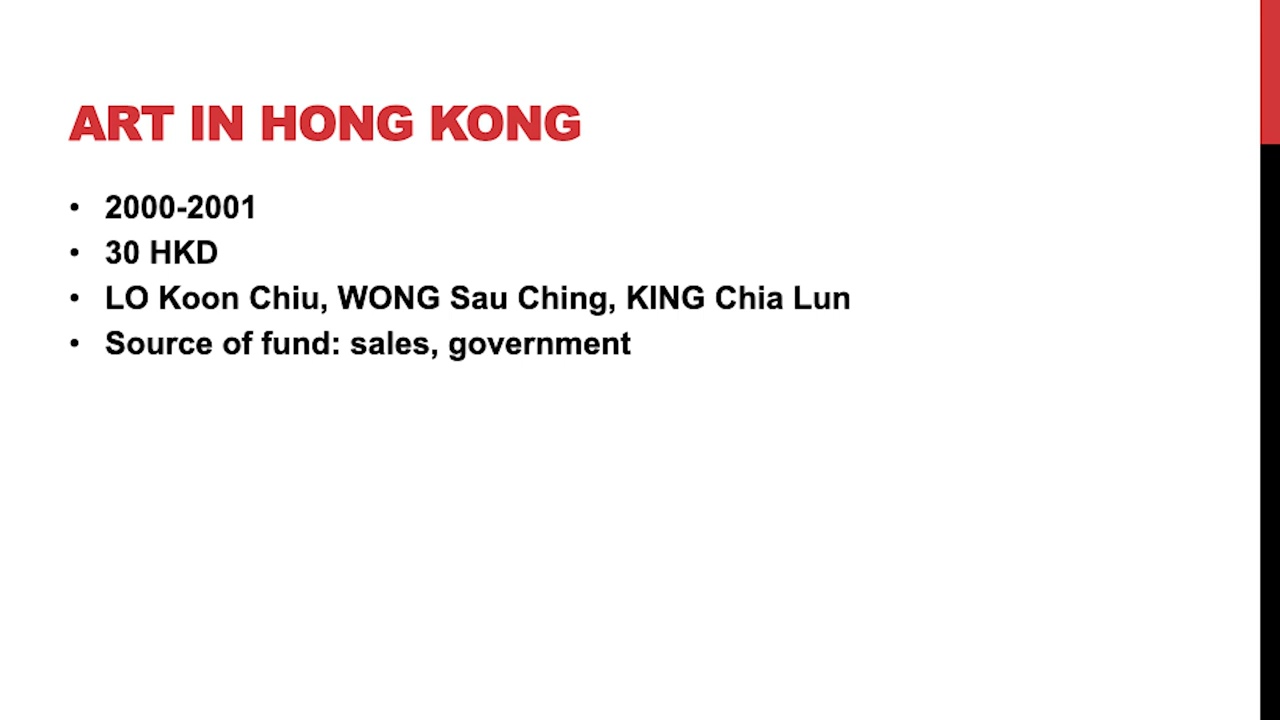 ART IN HONG KONG
• 2000-2001
• 30 HKD
• LO Koon Chiu, WONG Sau Ching, KING Chia Lun
• Source of fund: sales, government